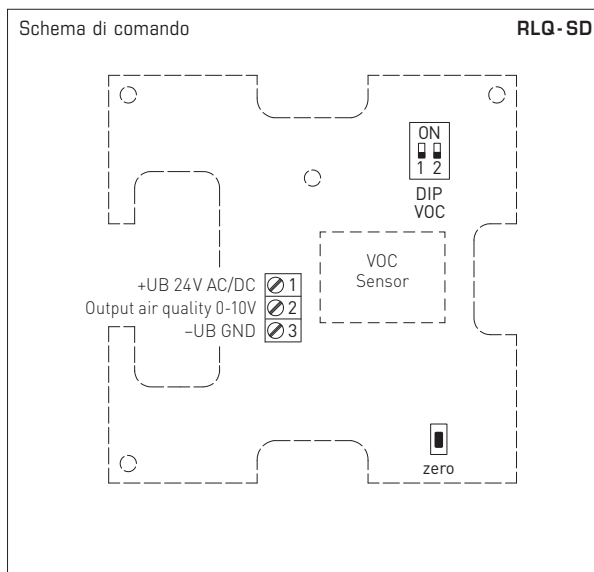 Schema di comando
RLQ-SD
ON
1 2
DIP
VOC
VOC
Sensor
+UB 24V AC/DC 1
Output air quality 0-10V 2
–UB GND 3
zero